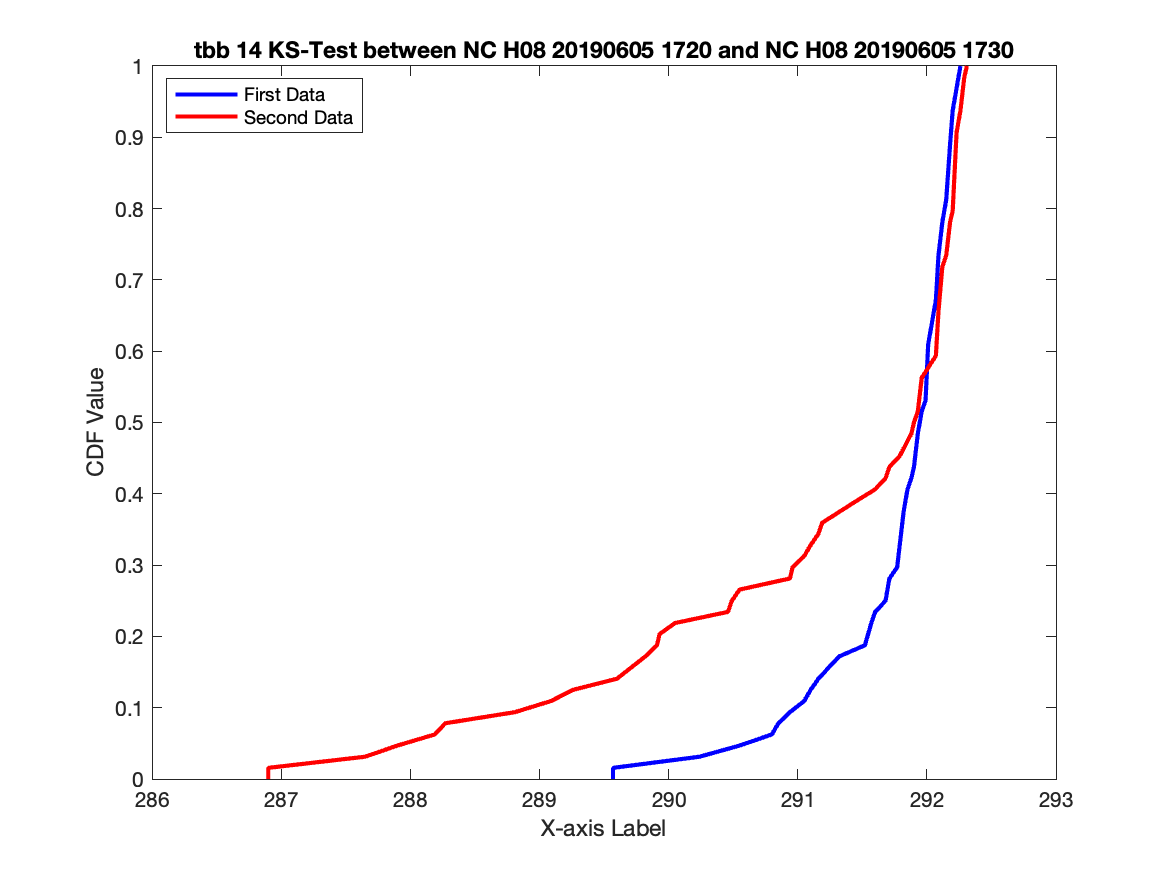 tbb 14 KS-Test between NC H08 20190605 1720 and NC H08 20190605 1730
First Data
Second Data
1
0.9
0.8
0.7
0.6
0.5
0.4
0.3
0.2
0.1
0
CDF Value
286 287 288 289 290 291 292 293
X-axis Label